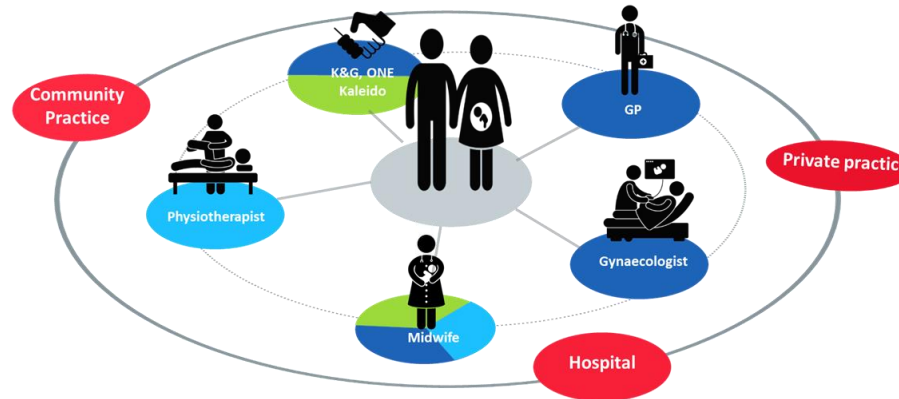 K&G, ONE
Kaleido
GP
Community
Practice
Private practic
Physiotherapist
Gynaecologist
Midwife
Hospital